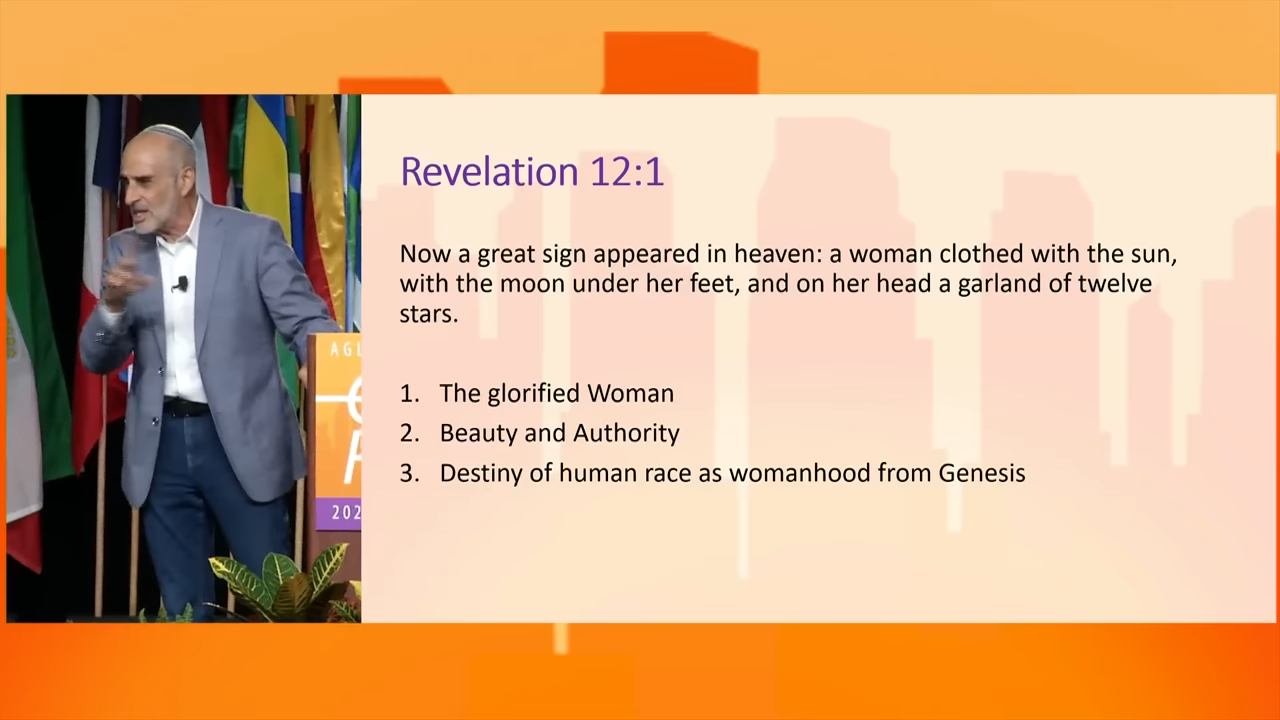 Revelation 12:1
Now a great sign appeared in heaven: a woman clothed with the sun,
with the moon under her feet, and on her head a garland of twelve
stars.
1. The glorified Woman
2. Beauty and Authority
3. Destiny of human race as womanhood from Genesis
AGL
202